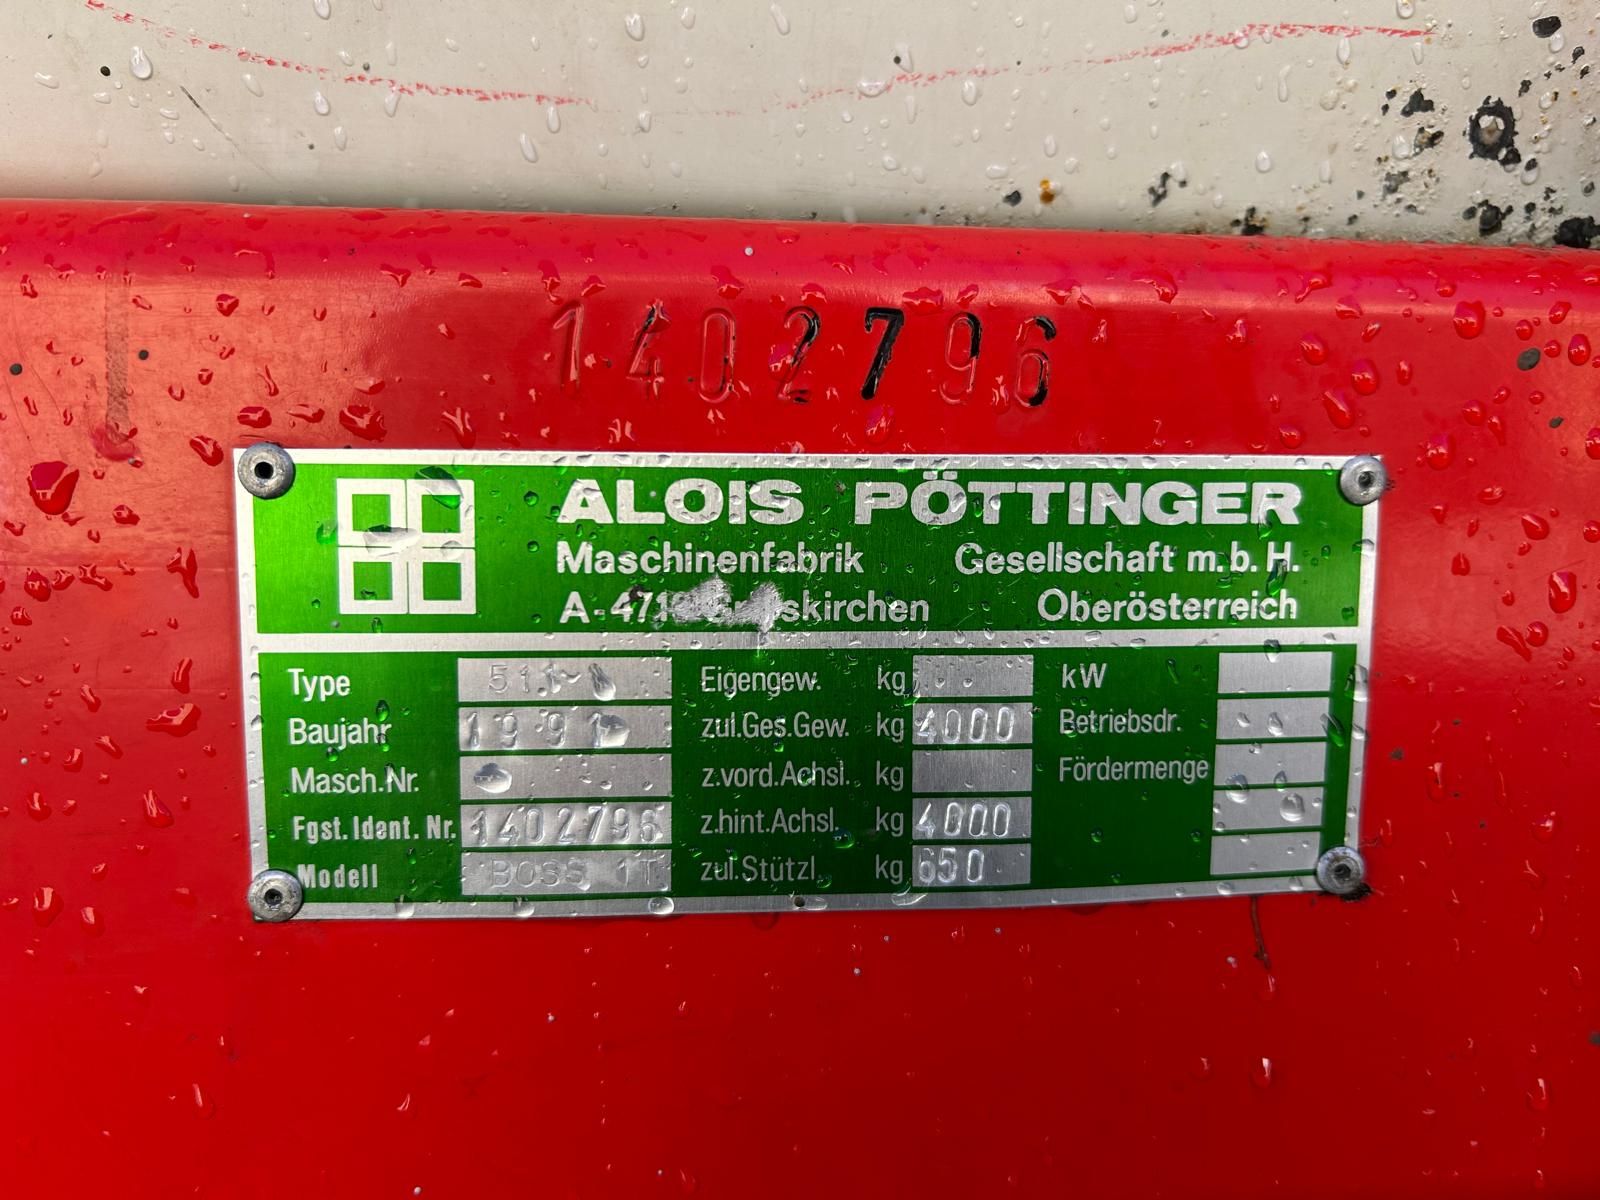 1402796
ALOIS PÖTTINGER
Maschinenfabrik Gesellschaft m.b.H.
Oberösterreich
Type Eigengew. kg kW
Baujahr 1991 zul.Ges.Gew. kg 4000 Betriebsdr.
Masch.Nr. z.vord.Achsl. kg Fördermenge
Fgst.Ident.Nr. 1402796 z.hint.Achsl. kg 4000
Modell BOSS 1T zul.Stützl. kg 650